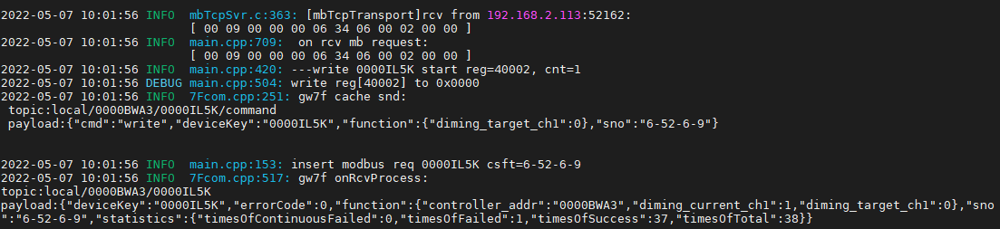 2022-05-07 10:01:56 INFO  mbTcpSvr.c:363: [mbTcpTransport]rcv from 192.168.2.113:52162:
[ 00 09 00 00 00 06 34 06 00 02 00 00 ]
2022-05-07 10:01:56 INFO  main.cpp:709:  on rcv mb request:
[ 00 09 00 00 00 06 34 06 00 02 00 00 ]
2022-05-07 10:01:56 INFO  main.cpp:420: ---write 0000IL5K start reg=40002, cnt=1
2022-05-07 10:01:56 DEBUG main.cpp:504: write reg[40002] to 0x0000
2022-05-07 10:01:56 INFO  7Fcom.cpp:251: gw7f cache snd:
topic:local/0000BWA3/0000IL5K/command
payload:{"cmd":"write","deviceKey":"0000IL5K","function":{"diming_target_ch1":0},"sno":"6-52-6-9"}
2022-05-07 10:01:56 INFO  main.cpp:153: insert modbus req 0000IL5K csft=6-52-6-9
2022-05-07 10:01:56 INFO  7Fcom.cpp:517: gw7f onRcvProcess:
topic:local/0000BWA3/0000IL5K
payload:{"deviceKey":"0000IL5K","errorCode":0,"function":{"controller_addr":"0000BWA3","diming_current_ch1":1,"diming_target_ch1":0},"sno
":"6-52-6-9","statistics":{"timesOfContinuousFailed":0,"timesOfFailed":1,"timesOfSuccess":37,"timesOfTotal":38}}